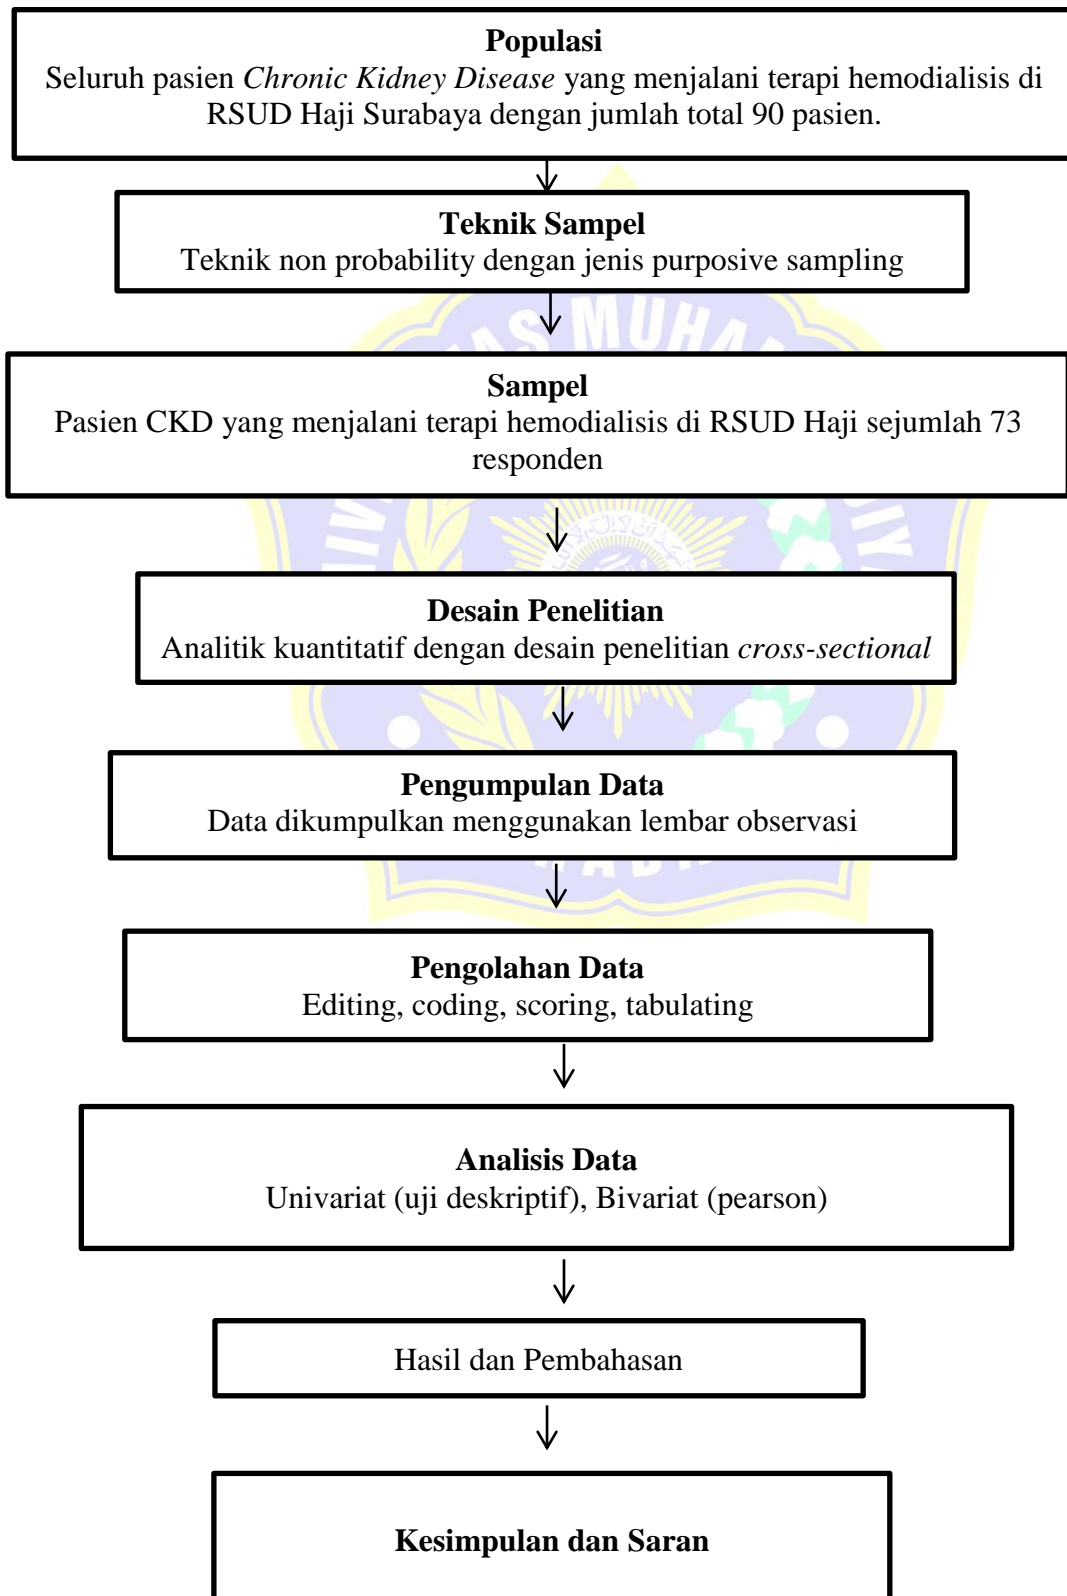 Populasi
Seluruh pasien Chronic Kidney Disease yang menjalani terapi hemodialisis di
RSUD Haji Surabaya dengan jumlah total 90 pasien.
Teknik Sampel
Teknik non probability dengan jenis purposive sampling
AS MUHA
Sampel
Pasien CKD yang menjalani terapi hemodialisis di RSUD Haji sejumlah 73
responden
Desain Penelitian
Analitik kuantitatif dengan desain penelitian cross-sectional
Pengumpulan Data
Data dikumpulkan menggunakan lembar observasi
Pengolahan Data
Editing, coding, scoring, tabulating
Analisis Data
Univariat (uji deskriptif), Bivariat (pearson)
Hasil dan Pembahasan
Kesimpulan dan Saran